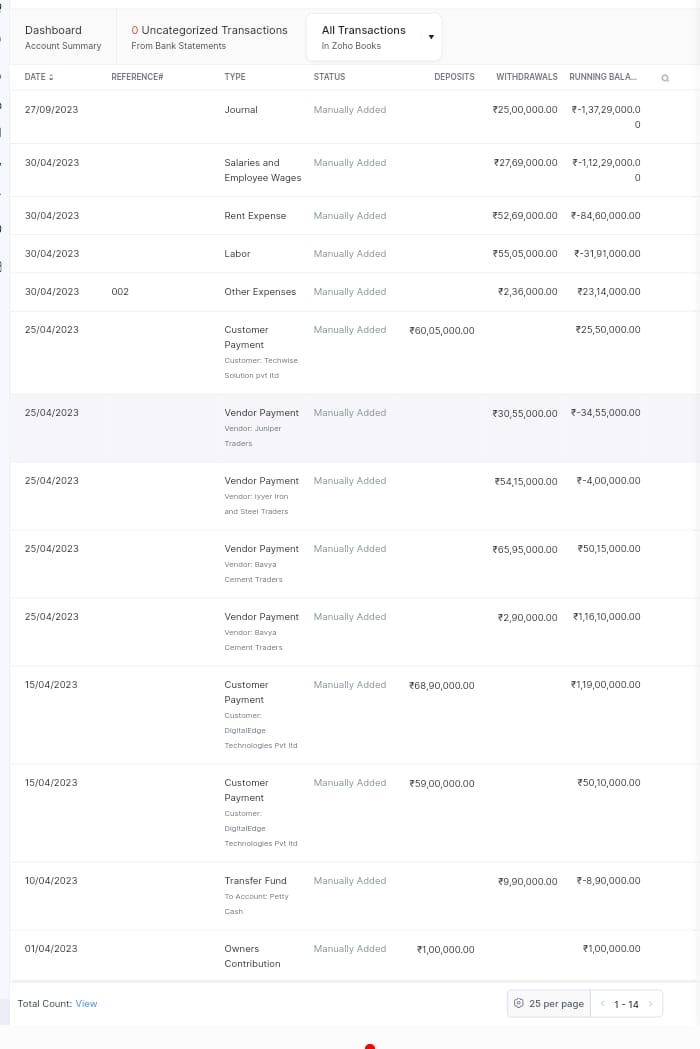 Dashboard
Account Summary
0 Uncategorized Transactions
From Bank Statements
All Transactions
In Zoho Books
DATE REFERENCE# TYPE STATUS DEPOSITS WITHDRAWALS RUNNING BALA...
27/09/2023 Journal Manually Added ₹25,00,000.00 ₹-1,37,29,000.0
0
30/04/2023 Salaries and Manually Added ₹27,69,000.00 ₹-1,12,29,000.0
Employee Wages 0
30/04/2023 Rent Expense Manually Added ₹52,69,000.00 ₹-84,60,000.00
30/04/2023 Labor Manually Added ₹55,05,000.00 ₹-31,91,000.00
30/04/2023 002 Other Expenses Manually Added ₹2,36,000.00 ₹23,14,000.00
25/04/2023 Customer Manually Added ₹60,05,000.00 ₹25,50,000.00
Payment
Customer: Techwise
Solution pvt ltd
25/04/2023 Vendor Payment Manually Added ₹30,55,000.00 ₹-34,55,000.00
Vendor: Juniper
Traders
25/04/2023 Vendor Payment Manually Added ₹54,15,000.00 ₹-4,00,000.00
Vendor: Iyyer Iron
and Steel Traders
25/04/2023 Vendor Payment Manually Added ₹65,95,000.00 ₹50,15,000.00
Vendor: Bavya
Cement Traders
25/04/2023 Vendor Payment Manually Added ₹2,90,000.00 ₹1,16,10,000.00
Vendor: Bavya
Cement Traders
15/04/2023 Customer Manually Added ₹68,90,000.00 ₹1,19,00,000.00
Payment
Customer:
DigitalEdge
Technologies Pvt ltd
15/04/2023 Customer Manually Added ₹59,00,000.00 ₹50,10,000.00
Payment
Customer:
DigitalEdge
Technologies Pvt ltd
10/04/2023 Transfer Fund Manually Added ₹9,90,000.00 ₹-8,90,000.00
To Account: Petty
Cash
01/04/2023 Owners Manually Added ₹1,00,000.00 ₹1,00,000.00
Contribution
Total Count: View 25 per page 1 - 14